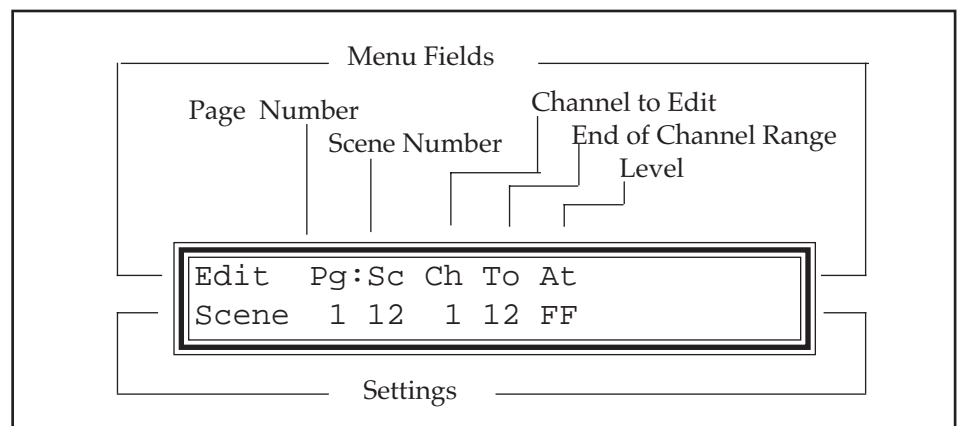 Menu Fields
Page Number
Channel to Edit
Scene Number
End of Channel Range
Level
Edit Pg:Sc Ch To At
Scene 1 12 1 12 FF
Settings